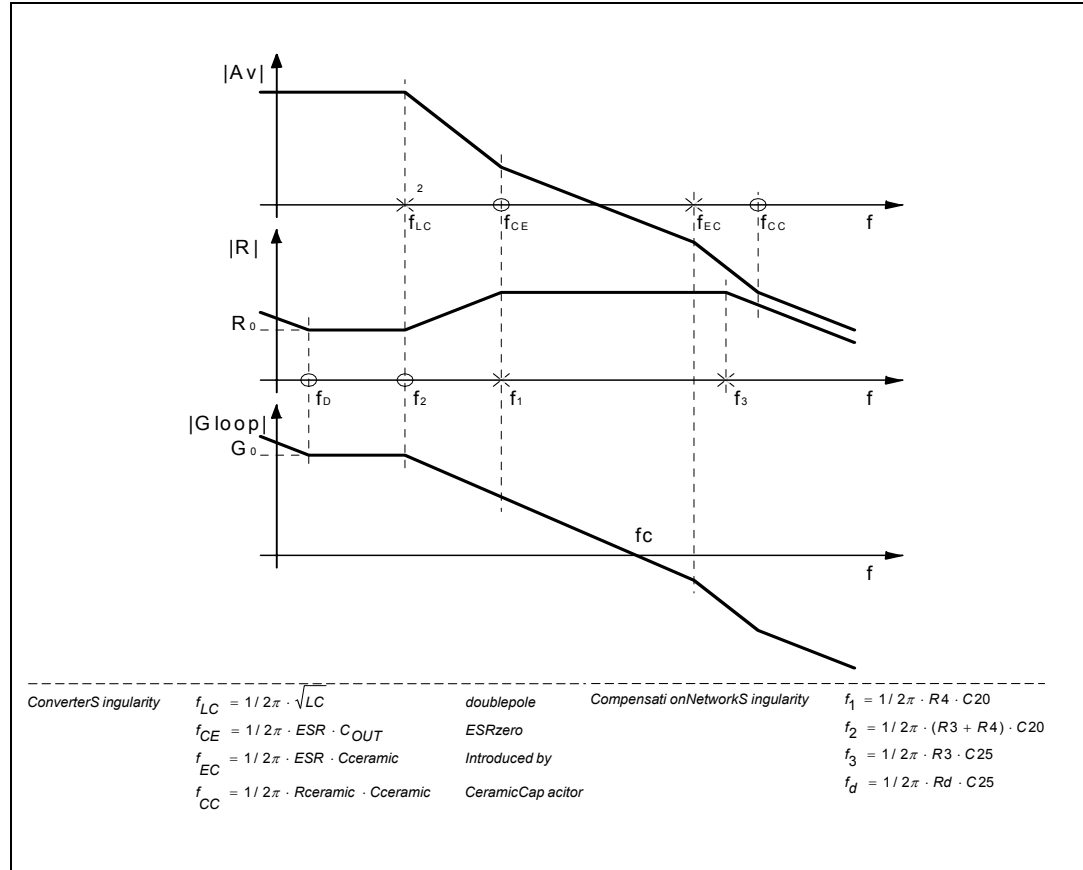 |Av|
2
fLC fCE fEC fCC f
|R|
R0
fD f2 f1 f3 f
|Gloop|
G0
fc
f
ConverterS ingularity fLC = 1/2π · √LC doublepole Compensati onNetworkS ingularity f1 = 1/2π · R4 · C20
fCE = 1/2π · ESR · COUT ESRzero f2 = 1/2π · (R3 + R4) · C20
fEC = 1/2π · ESR · Cceramic Introduced by f3 = 1/2π · R3 · C25
fCC = 1/2π · Rceramic · Cceramic CeramicCap acitor fd = 1/2π · Rd · C25